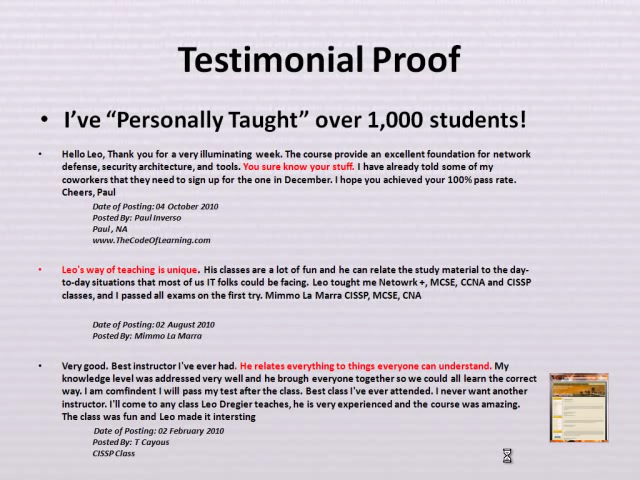 Testimonial Proof
• I’ve “Personally Taught” over 1,000 students!
• Hello Leo, Thank you for a very illuminating week. The course provide an excellent foundation for network
defense, security architecture, and tools. You sure know your stuff. I have already told some of my
coworkers that they need to sign up for the one in December. I hope you achieved your 100% pass rate.
Cheers, Paul
Date of Posting: 04 October 2010
Posted By: Paul Inverso
Paul , NA
www.TheCodeOfLearning.com
• Leo's way of teaching is unique. His classes are a lot of fun and he can relate the study material to the day-
to-day situations that most of us IT folks could be facing. Leo tought me Netowrk +, MCSE, CCNA and CISSP
classes, and I passed all exams on the first try. Mimmo La Marra CISSP, MCSE, CNA
Date of Posting: 02 August 2010
Posted By: Mimmo La Marra
• Very good. Best instructor I've ever had. He relates everything to things everyone can understand. My
knowledge level was addressed very well and he brough everyone together so we could all learn the correct
way. I am comfindent I will pass my test after the class. Best class I've ever attended. I never want another
instructor. I'll come to any class Leo Dregier teaches, he is very experienced and the course was amazing.
The class was fun and Leo made it intersting
Date of Posting: 02 February 2010
Posted By: T Cayous
CISSP Class